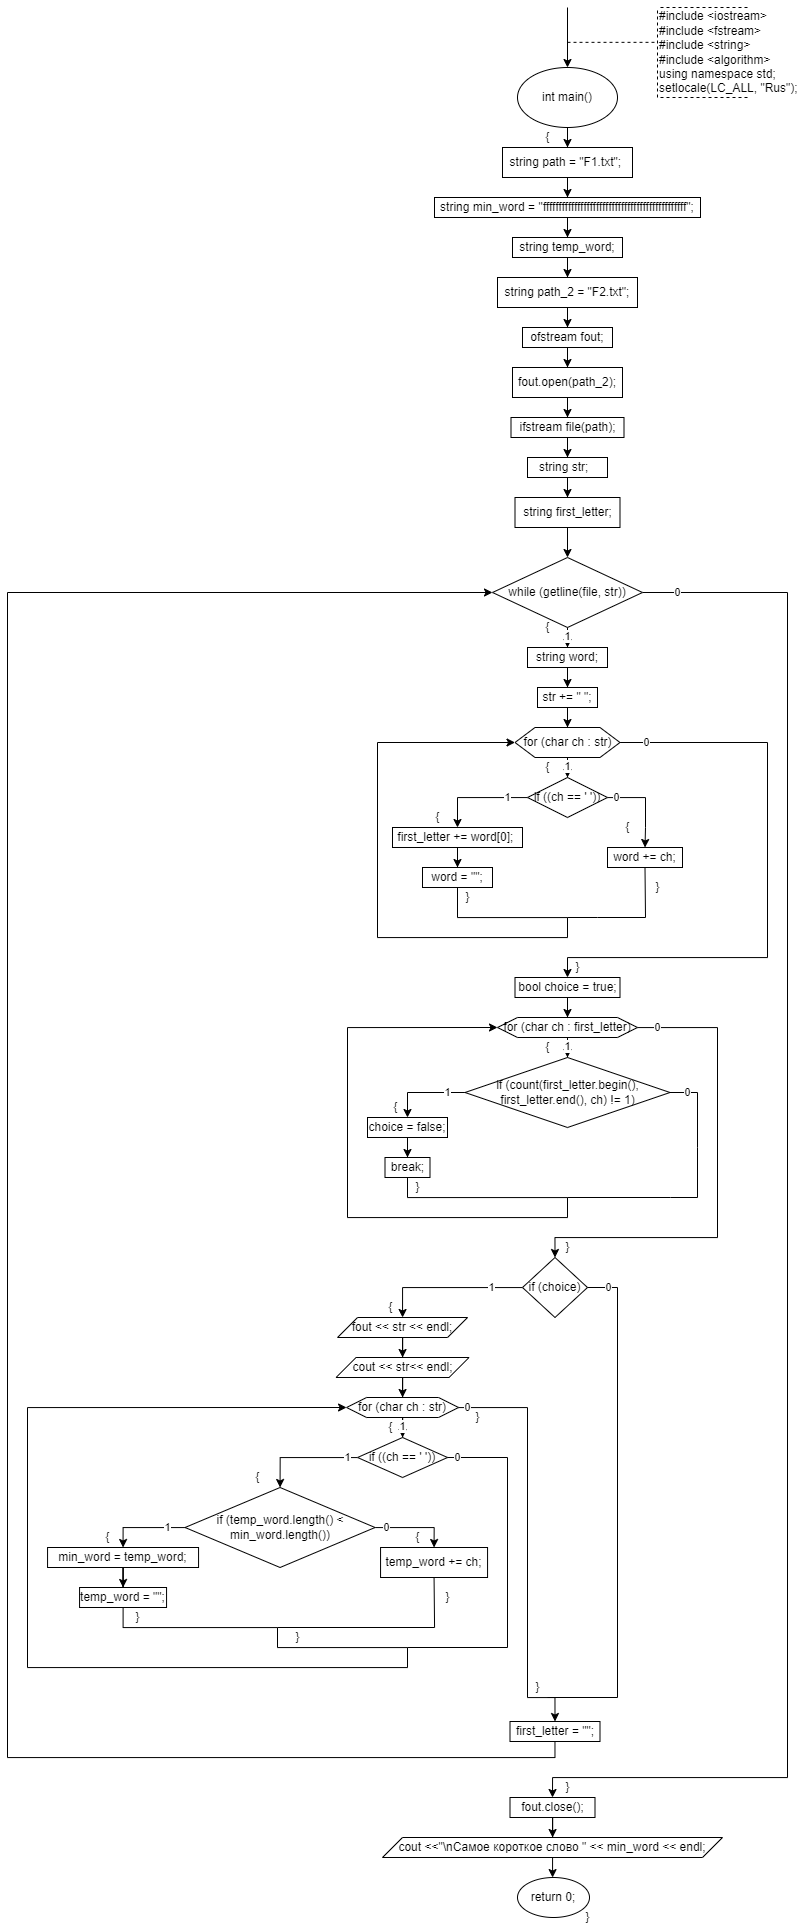 #include <iostream>
#include <fstream>
#include <string>
#include <algorithm>
using namespace std;
setlocale(LC_ALL, "Rus");
int main()
{
string path = "F1.txt";
string min_word = "fffffffffffffffffffffffffffffffffffffffffffffff";
string temp_word;
string path_2 = "F2.txt";
ofstream fout;
fout.open(path_2);
ifstream file(path);
string str;
string first_letter;
while (getline(file, str))
0
{
.1.
string word;
str += " ";
for (char ch : str)
0
{
.1.
if ((ch == ' '))
1
0
{
first_letter += word[0];
{
word += ch;
word = "";
}
}
}
bool choice = true;
for (char ch : first_letter)
0
{
.1.
if (count(first_letter.begin(),
first_letter.end(), ch) != 1)
1
0
{
choice = false;
break;
}
}
if (choice)
1
0
{
fout << str << endl;
cout << str<< endl;
for (char ch : str)
0
}
{
.1.
if ((ch == ' '))
1
0
{
if (temp_word.length() <
min_word.length())
1
0
{
{
min_word = temp_word;
temp_word += ch;
temp_word = "";
}
}
}
}
first_letter = "";
}
fout.close();
cout <<"\nСамое короткое слово " << min_word << endl;
return 0;
}